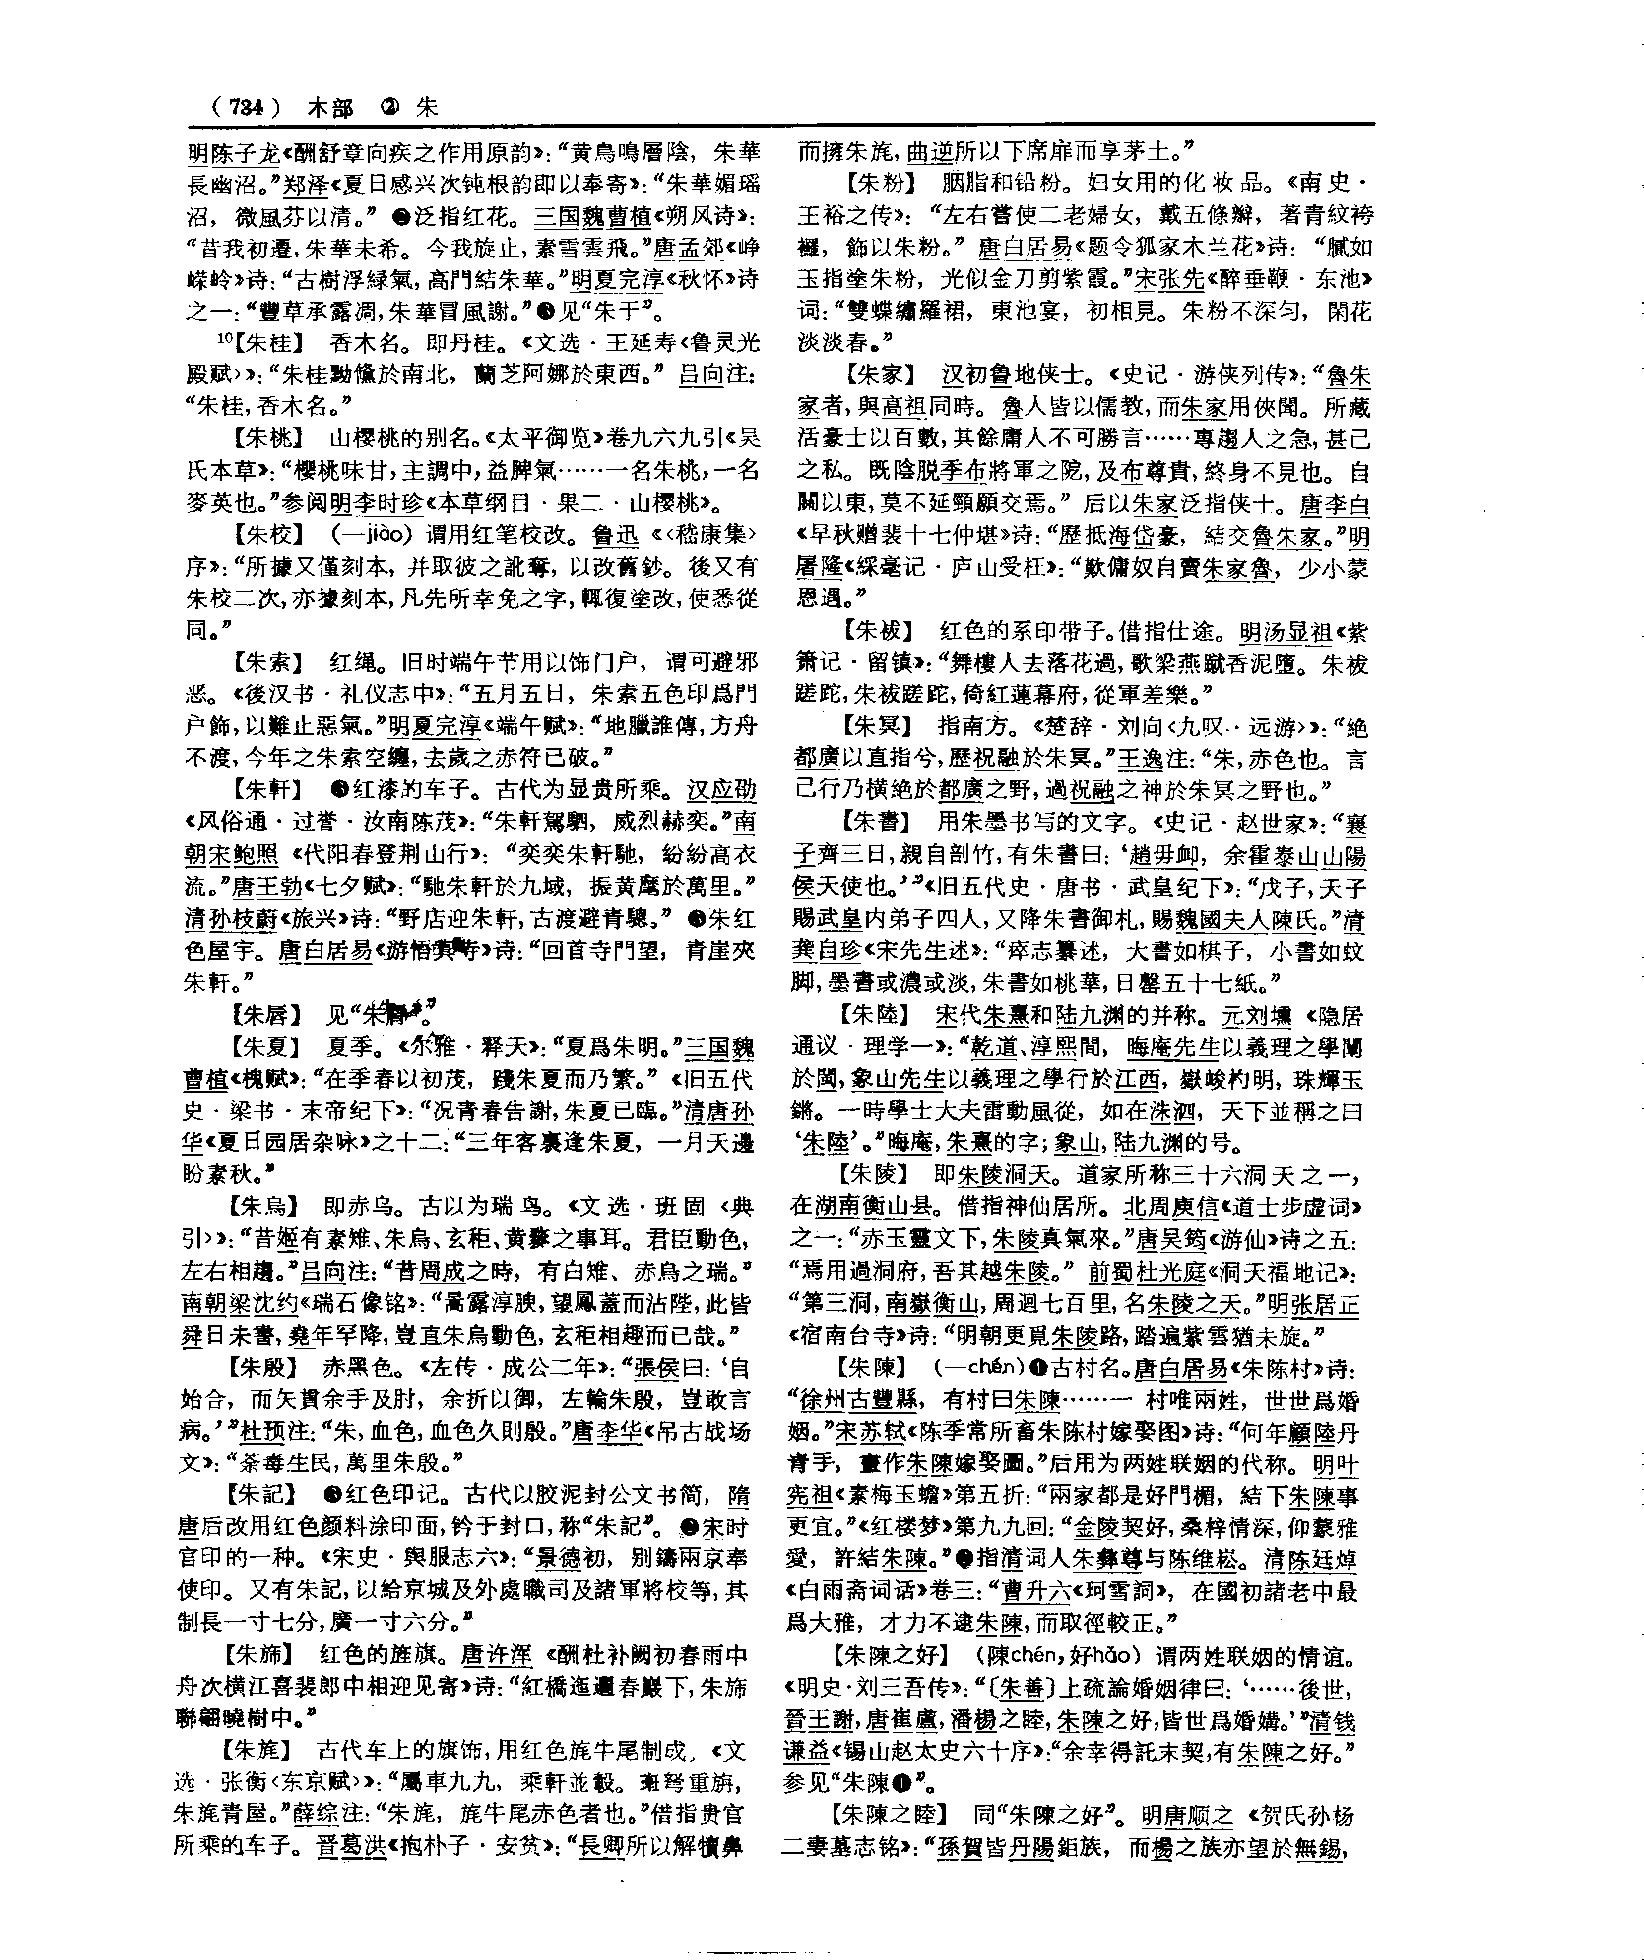 （734） 木部 ② 朱
明陈子龙《酬舒章向疾之作用原韵》：“黄鳥鳴層陰，朱華
長幽沼。”郑泽《夏日感兴次钝根韵即以奉寄》：“朱華媚瑶
沼，微風芬以清。” ❷泛指红花。三国魏曹植《朔风诗》：
“昔我初遷，朱華未希。今我旋止，素雪雲飛。”唐孟郊《峥
嵘岭》诗：“古樹浮緑氣，高門結朱華。”明夏完淳《秋怀》诗
之一：“豐草承露凋，朱華冒風謝。”❸见“朱干”。
10【朱桂】 香木名。即丹桂。《文选·王延寿〈鲁灵光
殿赋〉》：“朱桂黝儵於南北，蘭芝阿娜於東西。” 吕向注：
“朱桂，香木名。”
【朱桃】 山樱桃的别名。《太平御览》卷九六九引《吴
氏本草》：“櫻桃味甘，主調中，益脾氣……一名朱桃，一名
麥英也。”参阅明李时珍《本草纲目·果二·山樱桃》。
【朱校】 （—jiào）谓用红笔校改。鲁迅《〈嵇康集〉
序》：“所據又僅刻本，并取彼之訛奪，以改舊鈔。後又有
朱校二次，亦據刻本，凡先所幸免之字，輒復塗改，使悉從
同。”
【朱索】 红绳。旧时端午节用以饰门户，谓可避邪
恶。《後汉书·礼仪志中》：“五月五日，朱索五色印爲門
户飾，以難止惡氣。”明夏完淳《端午赋》：“地臘誰傳，方舟
不渡，今年之朱索空纏，去歲之赤符已破。”
【朱軒】 ❶红漆的车子。古代为显贵所乘。汉应劭
《风俗通·过誉·汝南陈茂》：“朱軒駕駟，威烈赫奕。”南
朝宋鲍照《代阳春登荆山行》：“奕奕朱軒馳，紛紛高衣
流。”唐王勃《七夕赋》：“馳朱軒於九域，振黄麾於萬里。”
清孙枝蔚《旅兴》诗：“野店迎朱軒，古渡避青驄。” ❷朱红
色屋宇。唐白居易《游悟真寺》诗：“回首寺門望，青崖夾
朱軒。”
【朱唇】 见“朱脣”。
【朱夏】 夏季。《尔雅·释天》：“夏爲朱明。”三国魏
曹植《槐赋》：“在季春以初茂，踐朱夏而乃繁。”《旧五代
史·梁书·末帝纪下》：“况青春告謝，朱夏已臨。”清唐孙
华《夏日园居杂咏》之十二：“三年客裏逢朱夏，一月天邊
盼素秋。”
【朱烏】 即赤乌。古以为瑞鸟。《文选·班固〈典
引〉》：“昔姬有素雉、朱烏、玄秬、黄䅘之事耳。君臣動色，
左右相趨。”吕向注：“昔周成之時，有白雉、赤烏之瑞。”
南朝梁沈约《瑞石像铭》：“暠露淳腴，望鳳蓋而沾陛，此皆
舜日未書，堯年罕降，豈直朱烏動色，玄秬相趣而已哉。”
【朱殷】 赤黑色。《左传·成公二年》：“張侯曰：‘自
始合，而矢貫余手及肘，余折以御，左輪朱殷，豈敢言
病。’”杜预注：“朱，血色，血色久則殷。”唐李华《吊古战场
文》：“荼毒生民，萬里朱殷。”
【朱記】 ❶红色印记。古代以胶泥封公文书简，隋
唐后改用红色颜料涂印面，钤于封口，称“朱記”。❷宋时
官印的一种。《宋史·舆服志六》：“景德初，别鑄兩京奉
使印。又有朱記，以給京城及外處職司及諸軍將校等，其
制長一寸七分，廣一寸六分。”
【朱旆】 红色的旌旗。唐许浑《酬杜补阙初春雨中
舟次横江喜裴郎中相迎见寄》诗：“紅橋迤邐春巖下，朱旆
聯翩曉樹中。”
【朱旄】 古代车上的旗饰，用红色旄牛尾制成。《文
选·张衡〈东京赋〉》：“屬車九九，乘軒並轂。㻱弩重旃，
朱旄青屋。”薛综注：“朱旄，旄牛尾赤色者也。”借指贵官
所乘的车子。晋葛洪《抱朴子·安贫》：“長卿所以解犢鼻
而擁朱旄，曲逆所以下席扉而享茅土。”
【朱粉】 胭脂和铅粉。妇女用的化妆品。《南史·
王裕之传》：“左右嘗使二老婦女，戴五條辮，著青紋袴
襬，飾以朱粉。” 唐白居易《题令狐家木兰花》诗：“膩如
玉指塗朱粉，光似金刀剪紫霞。”宋张先《醉垂鞭·东池》
词：“雙蝶繡羅裙，東池宴，初相見。朱粉不深匀，閑花
淡淡春。”
【朱家】 汉初鲁地侠士。《史记·游侠列传》：“魯朱
家者，與高祖同時。魯人皆以儒教，而朱家用俠聞。所藏
活豪士以百數，其餘庸人不可勝言……專趨人之急，甚己
之私。既陰脱季布將軍之阸，及布尊貴，終身不見也。自
關以東，莫不延頸願交焉。” 后以朱家泛指侠士。唐李白
《早秋赠裴十七仲堪》诗：“歷抵海岱豪，結交魯朱家。”明
屠隆《綵毫记·庐山受枉》：“歎傭奴自賣朱家魯，少小蒙
恩遇。”
【朱祓】 红色的系印带子。借指仕途。明汤显祖《紫
箫记·留镇》：“舞樓人去落花過，歌梁燕蹴香泥墮。朱祓
蹉跎，朱祓蹉跎，倚紅蓮幕府，從軍差樂。”
【朱冥】 指南方。《楚辞·刘向〈九叹·远游〉》：“絶
都廣以直指兮，歷祝融於朱冥。”王逸注：“朱，赤色也。言
己行乃横絶於都廣之野，過祝融之神於朱冥之野也。”
【朱書】 用朱墨书写的文字。《史记·赵世家》：“襄
子齊三日，親自剖竹，有朱書曰：‘趙毋卹，余霍泰山山陽
侯天使也。’”《旧五代史·唐书·武皇纪下》：“戊子，天子
賜武皇内弟子四人，又降朱書御札，賜魏國夫人陳氏。”清
龚自珍《宋先生述》：“瘁志纂述，大書如棋子，小書如蚊
脚，墨書或濃或淡，朱書如桃華，日罄五十七紙。”
【朱陸】 宋代朱熹和陆九渊的并称。元刘壎《隐居
通议·理学一》：“乾道、淳熙間，晦庵先生以義理之學闡
於閩，象山先生以義理之學行於江西，嶽峻杓明，珠輝玉
鏘。一時學士大夫雷動風從，如在洙泗，天下並稱之曰
‘朱陸’。”晦庵，朱熹的字；象山，陆九渊的号。
【朱陵】 即朱陵洞天。道家所称三十六洞天之一，
在湖南衡山县。借指神仙居所。北周庾信《道士步虚词》
之一：“赤玉靈文下，朱陵真氣來。”唐吴筠《游仙》诗之五：
“焉用過洞府，吾其越朱陵。” 前蜀杜光庭《洞天福地记》：
“第三洞，南嶽衡山，周迴七百里，名朱陵之天。”明张居正
《宿南台寺》诗：“明朝更覓朱陵路，踏遍紫雲猶未旋。”
【朱陳】 （—chén）❶古村名。唐白居易《朱陈村》诗：
“徐州古豐縣，有村曰朱陳………一村唯兩姓，世世爲婚
姻。”宋苏轼《陈季常所畜朱陈村嫁娶图》诗：“何年顧陸丹
青手，畫作朱陳嫁娶圖。”后用为两姓联姻的代称。明叶
宪祖《素梅玉蟾》第五折：“兩家都是好門楣，結下朱陳事
更宜。”《红楼梦》第九九回：“金陵契好，桑梓情深，仰蒙雅
愛，許結朱陳。”❷指清词人朱彝尊与陈维崧。清陈廷焯
《白雨斋词话》卷三：“曹升六《珂雪詞》，在國初諸老中最
爲大雅，才力不逮朱陳，而取徑較正。”
【朱陳之好】 （陳chén，好hǎo）谓两姓联姻的情谊。
《明史·刘三吾传》：“〔朱善〕上疏論婚姻律曰：‘……後世，
晉王謝，唐崔盧，潘楊之睦，朱陳之好，皆世爲婚媾。’”清钱
谦益《锡山赵太史六十序》：“余幸得託末契，有朱陳之好。”
参见“朱陳❶”。
【朱陳之睦】 同“朱陳之好”。明唐顺之《贺氏孙杨
二妻墓志铭》：“孫賀皆丹陽鉅族，而楊之族亦望於無錫，